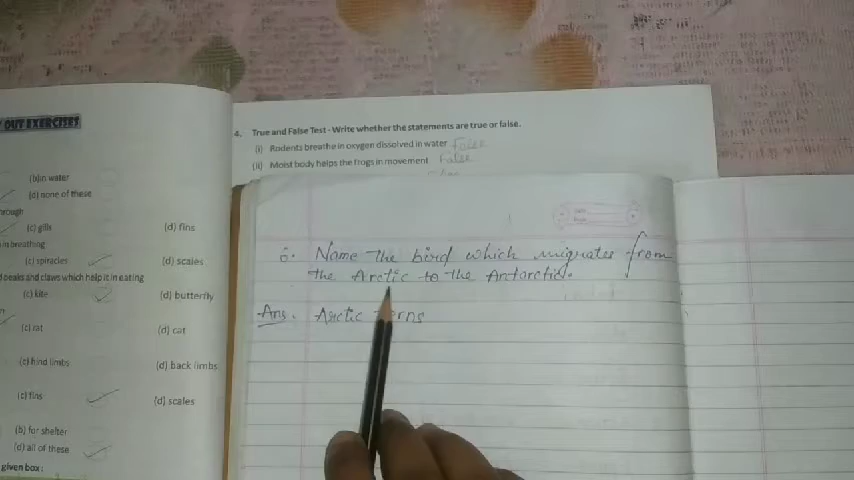 OUT EXERCISES
(b)in water
(d) none of these
hrough
(c) gills
(d) fins
in breathing
(c) spiracles
(d) scales
beaks and claws which help it in eating
(c) kite
(d) butterfly
(c) rat
(d) cat
(c) hind limbs
(d) back limbs
(c) fins
(d) scales
(b) for shelter
(d) all of these
given box:
4. True and False Test - Write whether the statements are true or false.
(i) Rodents breathe in oxygen dissolved in water False
(ii) Moist body helps the frogs in movement False
Name the bird which migrates from
the Arctic to the Antarctic.
Ans. Arctic terns